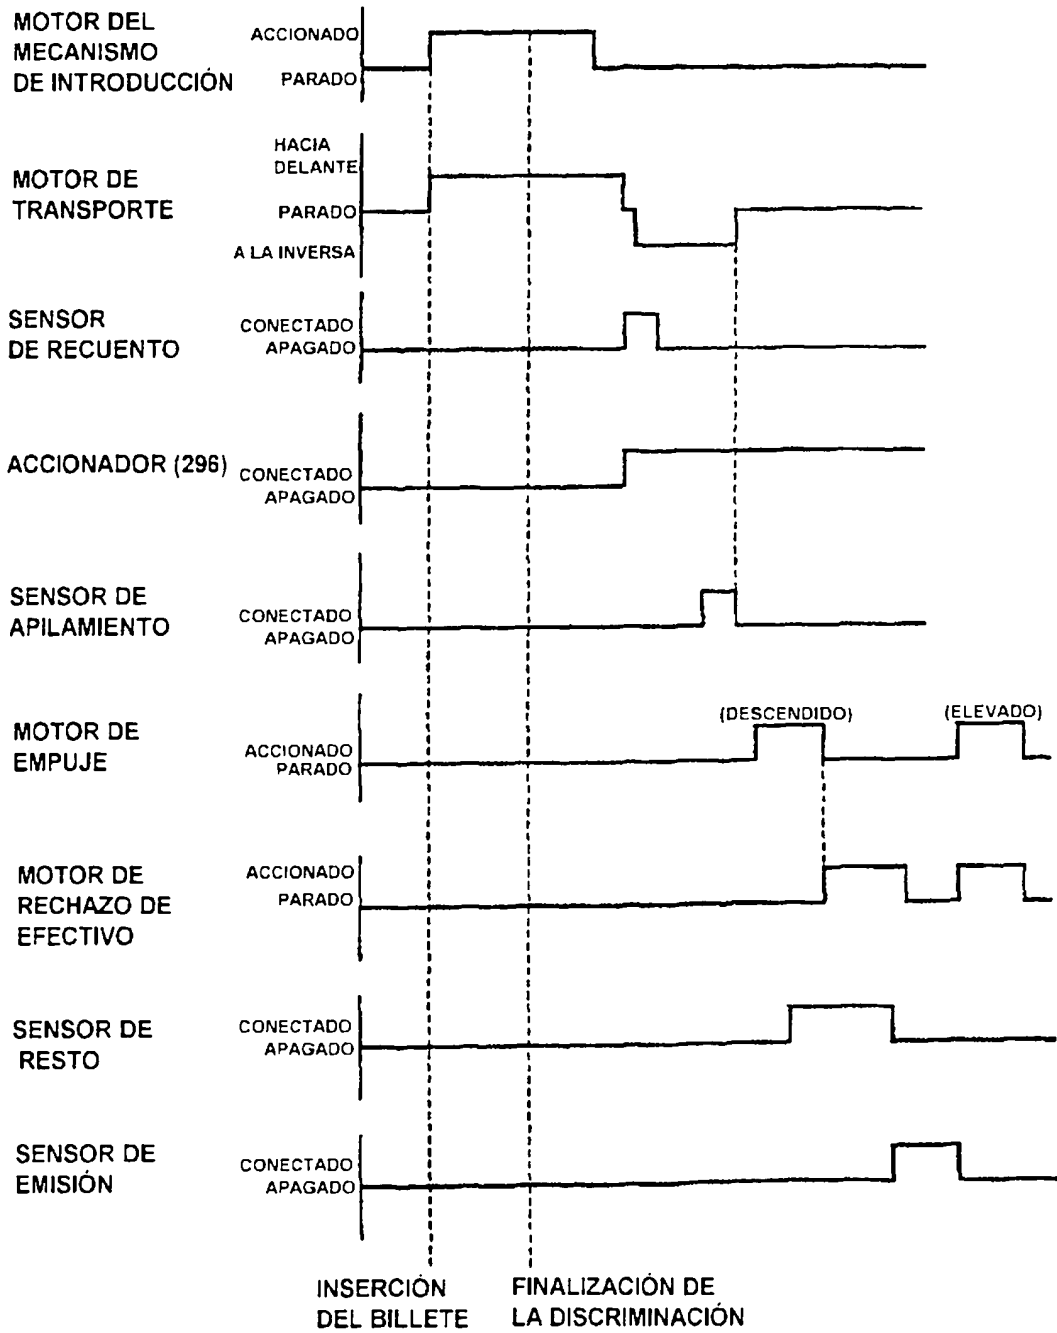 MOTOR DEL
MECANISMO
DE INTRODUCCIÓN
ACCIONADO
PARADO
MOTOR DE
TRANSPORTE
HACIA
DELANTE
PARADO
A LA INVERSA
SENSOR
DE RECUENTO
CONECTADO
APAGADO
ACCIONADOR (296)
CONECTADO
APAGADO
SENSOR DE
APILAMIENTO
CONECTADO
APAGADO
MOTOR DE
EMPUJE
ACCIONADO
PARADO
(DESCENDIDO)
(ELEVADO)
MOTOR DE
RECHAZO DE
EFECTIVO
ACCIONADO
PARADO
SENSOR DE
RESTO
CONECTADO
APAGADO
SENSOR DE
EMISIÓN
CONECTADO
APAGADO
INSERCIÓN
DEL BILLETE
FINALIZACIÓN DE
LA DISCRIMINACIÓN